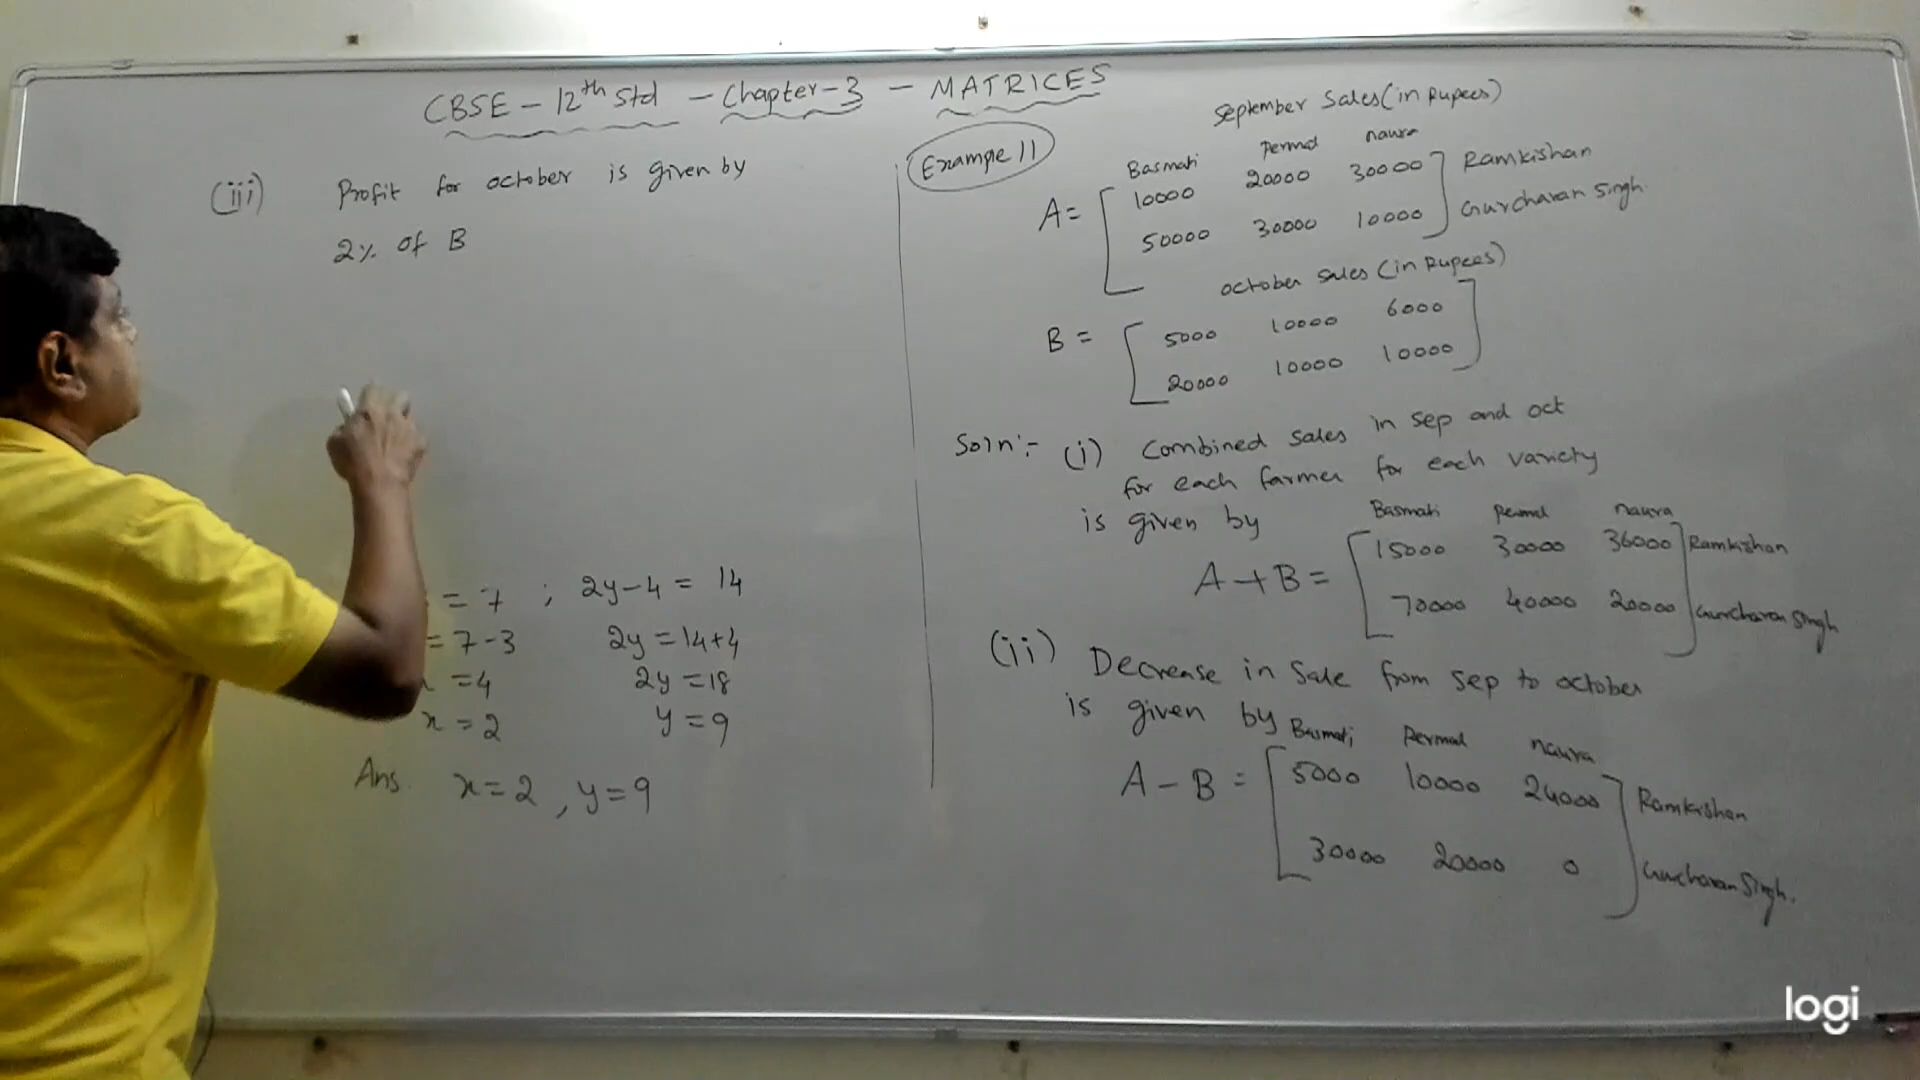 CBSE - 12th Std - Chapter-3 - MATRICES
(iii) Profit for october is given by
2% of B
= 7 ; 2y-4 = 14
= 7-3 2y = 14+4
= 4 2y = 18
x = 2 y = 9
Ans. x = 2 , y = 9
Example 11
September Sales (in Rupees)
Basmati Permal naura
A = [ 10000 20000 30000 ] Ramkishan
50000 30000 10000 Gurcharan Singh.
october sales (in Rupees)
B = [ 5000 10000 6000 ]
20000 10000 10000
Soln:- (i) Combined sales in sep and oct
for each farmer for each variety
is given by
Basmati Permal naura
A+B = [ 15000 30000 36000 ] Ramkishan
70000 40000 20000 Gurcharan Singh
(ii) Decrease in Sale from sep to october
is given by
Basmati Permal naura
A - B = [ 5000 10000 24000 ] Ramkishan
30000 20000 0 Gurcharan Singh.
logi